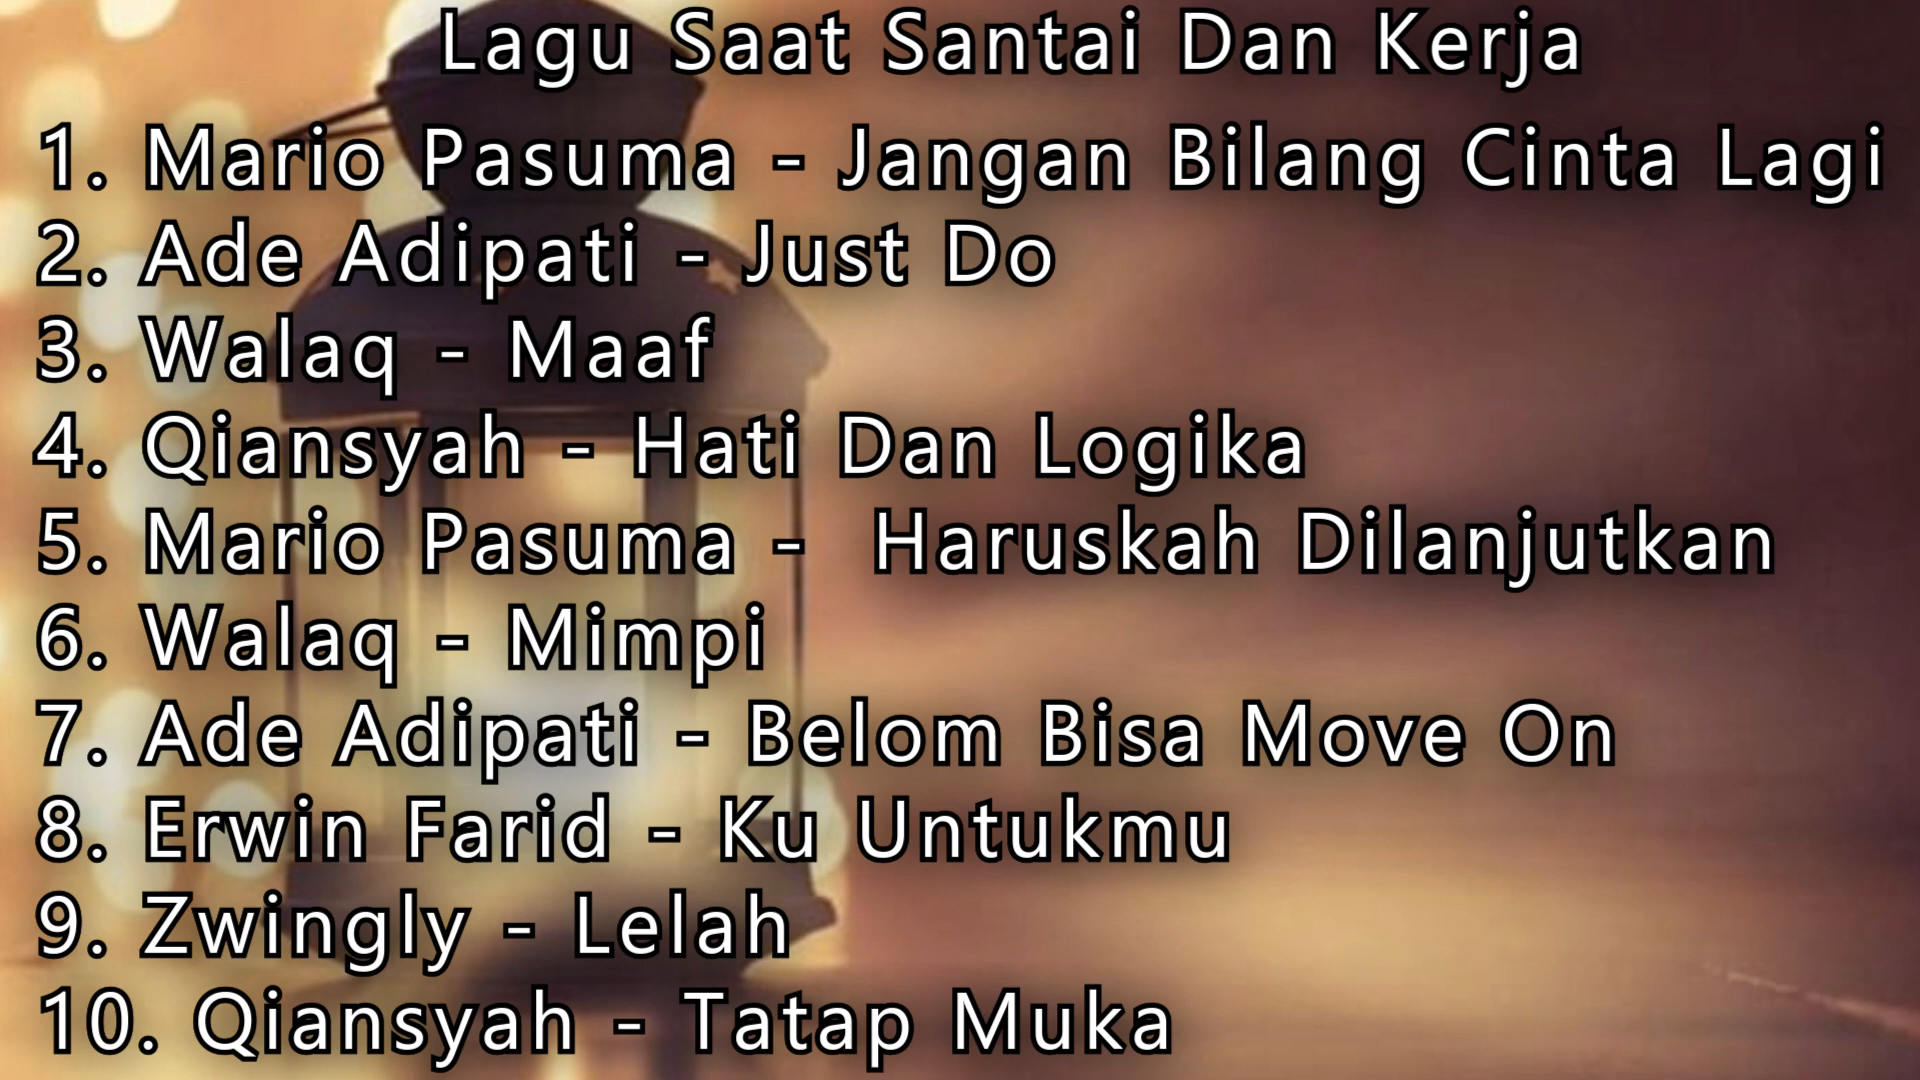 Lagu Saat Santai Dan Kerja
1. Mario Pasuma - Jangan Bilang Cinta Lagi
2. Ade Adipati - Just Do
3. Walaq - Maaf
4. Qiansyah - Hati Dan Logika
5. Mario Pasuma - Haruskah Dilanjutkan
6. Walaq - Mimpi
7. Ade Adipati - Belom Bisa Move On
8. Erwin Farid - Ku Untukmu
9. Zwingly - Lelah
10. Qiansyah - Tatap Muka